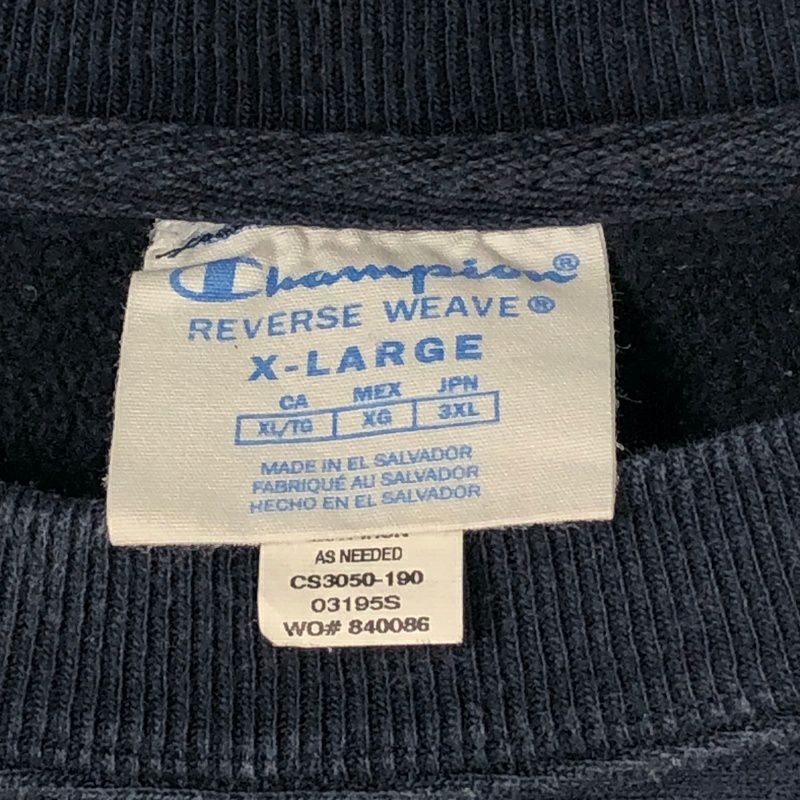 Champion®
REVERSE WEAVE®
X-LARGE
CA MEX JPN
XL/TG XG 3XL
MADE IN EL SALVADOR
FABRIQUÉ AU SALVADOR
HECHO EN EL SALVADOR
AS NEEDED
CS3050-190
03195S
WO# 840086